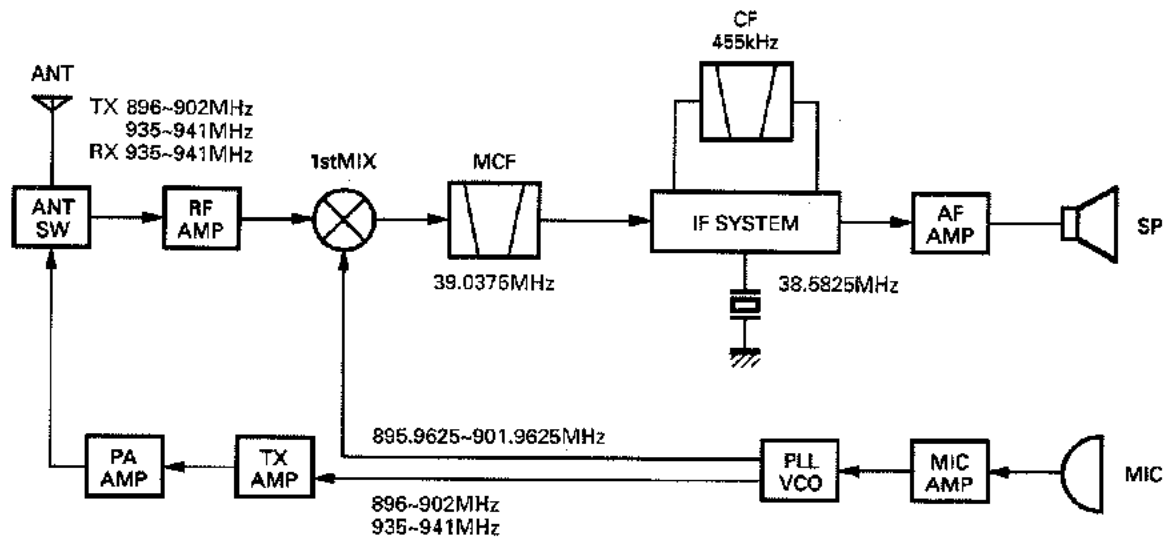 CF
455kHz
ANT
TX 896~902MHz
935~941MHz
RX 935~941MHz
1stMIX
MCF
ANT
SW
RF
AMP
IF SYSTEM
AF
AMP
SP
39.0375MHz
38.5825MHz
895.9625~901.9625MHz
PA
AMP
TX
AMP
PLL
VCO
MIC
AMP
MIC
896~902MHz
935~941MHz